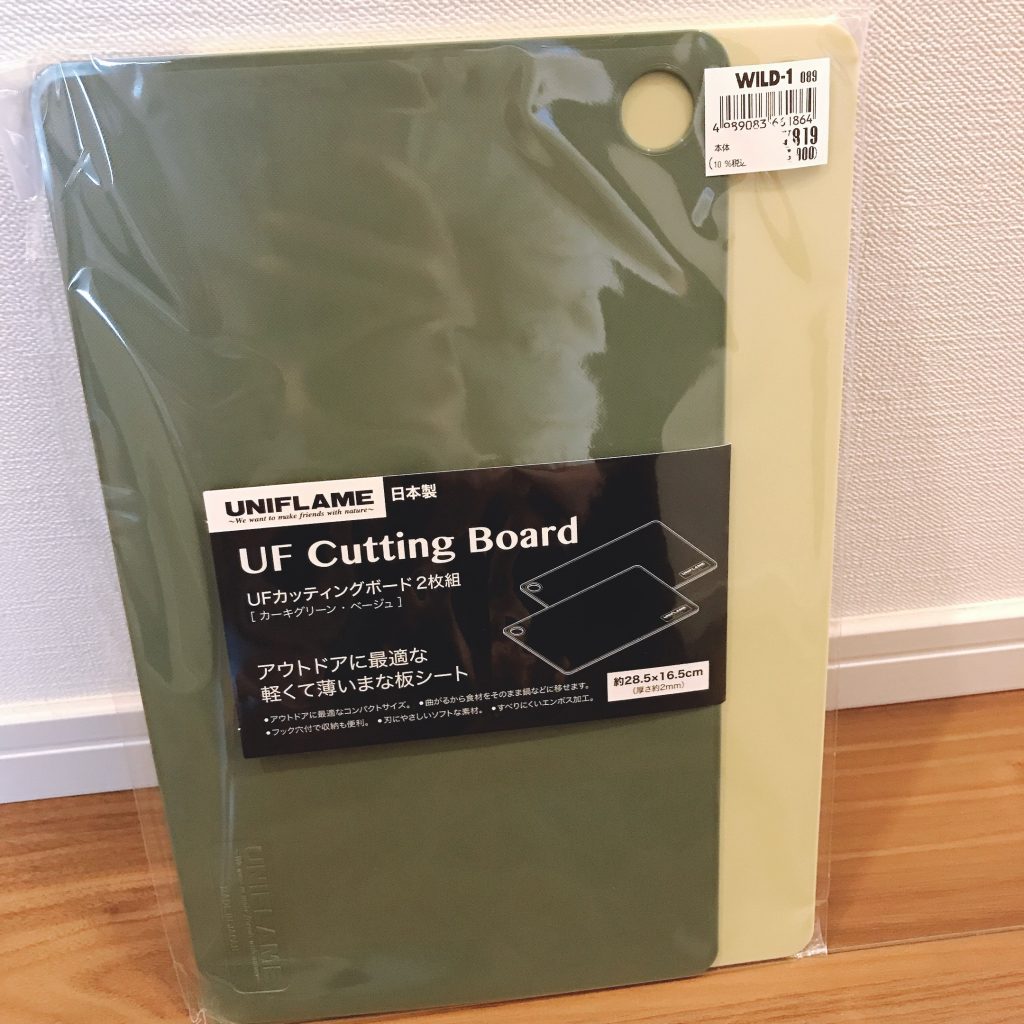 WILD-1 089
本体 ¥819
(10%税込
UNIFLAME
~We want to make friends with nature~
日本製
UF Cutting Board
UFカッティングボード2枚組
[カーキグリーン・ベージュ]
UNIFLAME
UNIFLAME
アウトドアに最適な
軽くて薄いまな板シート
約28.5×16.5cm
(厚さ約2mm)
●アウトドアに最適なコンパクトサイズ。 ●曲がるから食材をそのまま鍋などに移せます。
●フック穴付で収納も便利。 ●刃にやさしいソフトな素材。 ●すべりにくいエンボス加工。
UNIFLAME